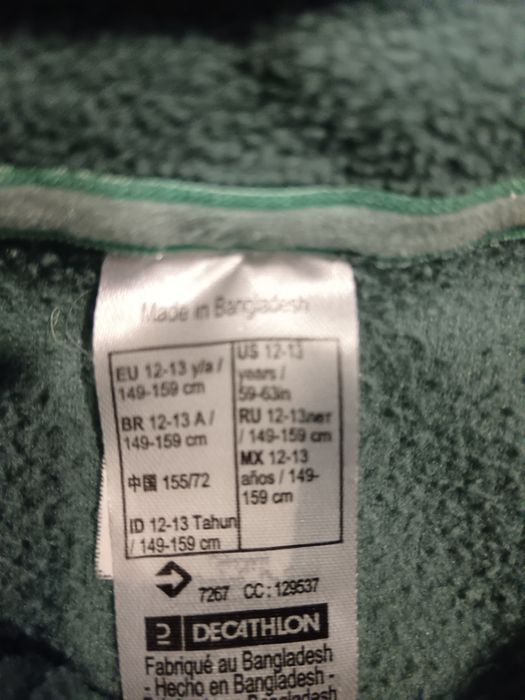 Made in Bangladesh
EU 12-13 y/a /
149-159 cm
BR 12-13 A /
149-159 cm
中国 155/72
ID 12-13 Tahun
/ 149-159 cm
US 12-13
years /
59-63in
RU 12-13лет
/ 149-159 cm
MX 12-13
años / 149-
159 cm
7267 CC : 129537
DECATHLON
Fabriqué au Bangladesh
- Hecho en Bangladesh -
Bangladesh